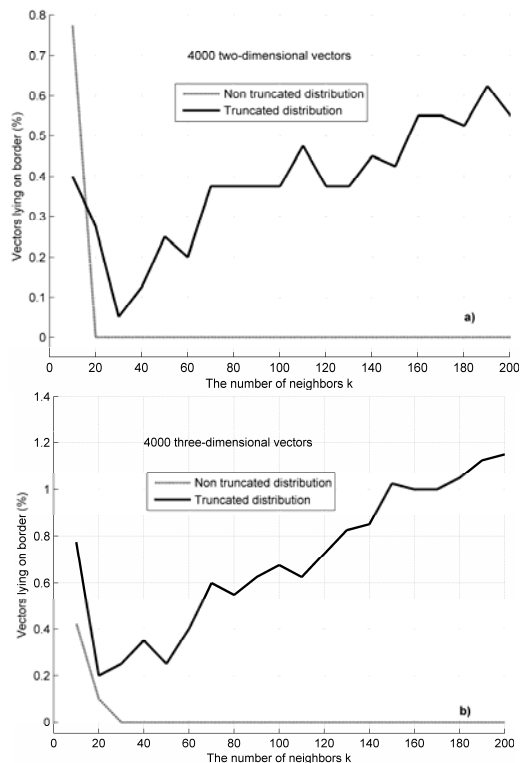 0.8
4000 two-dimensional vectors
0.7
Non truncated distribution
0.6
Truncated distribution
0.5
0.4
0.3
0.2
0.1
a)
0
Vectors lying on border (%)
0 20 40 60 80 100 120 140 160 180 200
The number of neighbors k
1.4
1.2
4000 three-dimensional vectors
Non truncated distribution
1
Truncated distribution
0.8
0.6
0.4
0.2
b)
0
Vectors lying on border (%)
0 20 40 60 80 100 120 140 160 180 200
The number of neighbors k